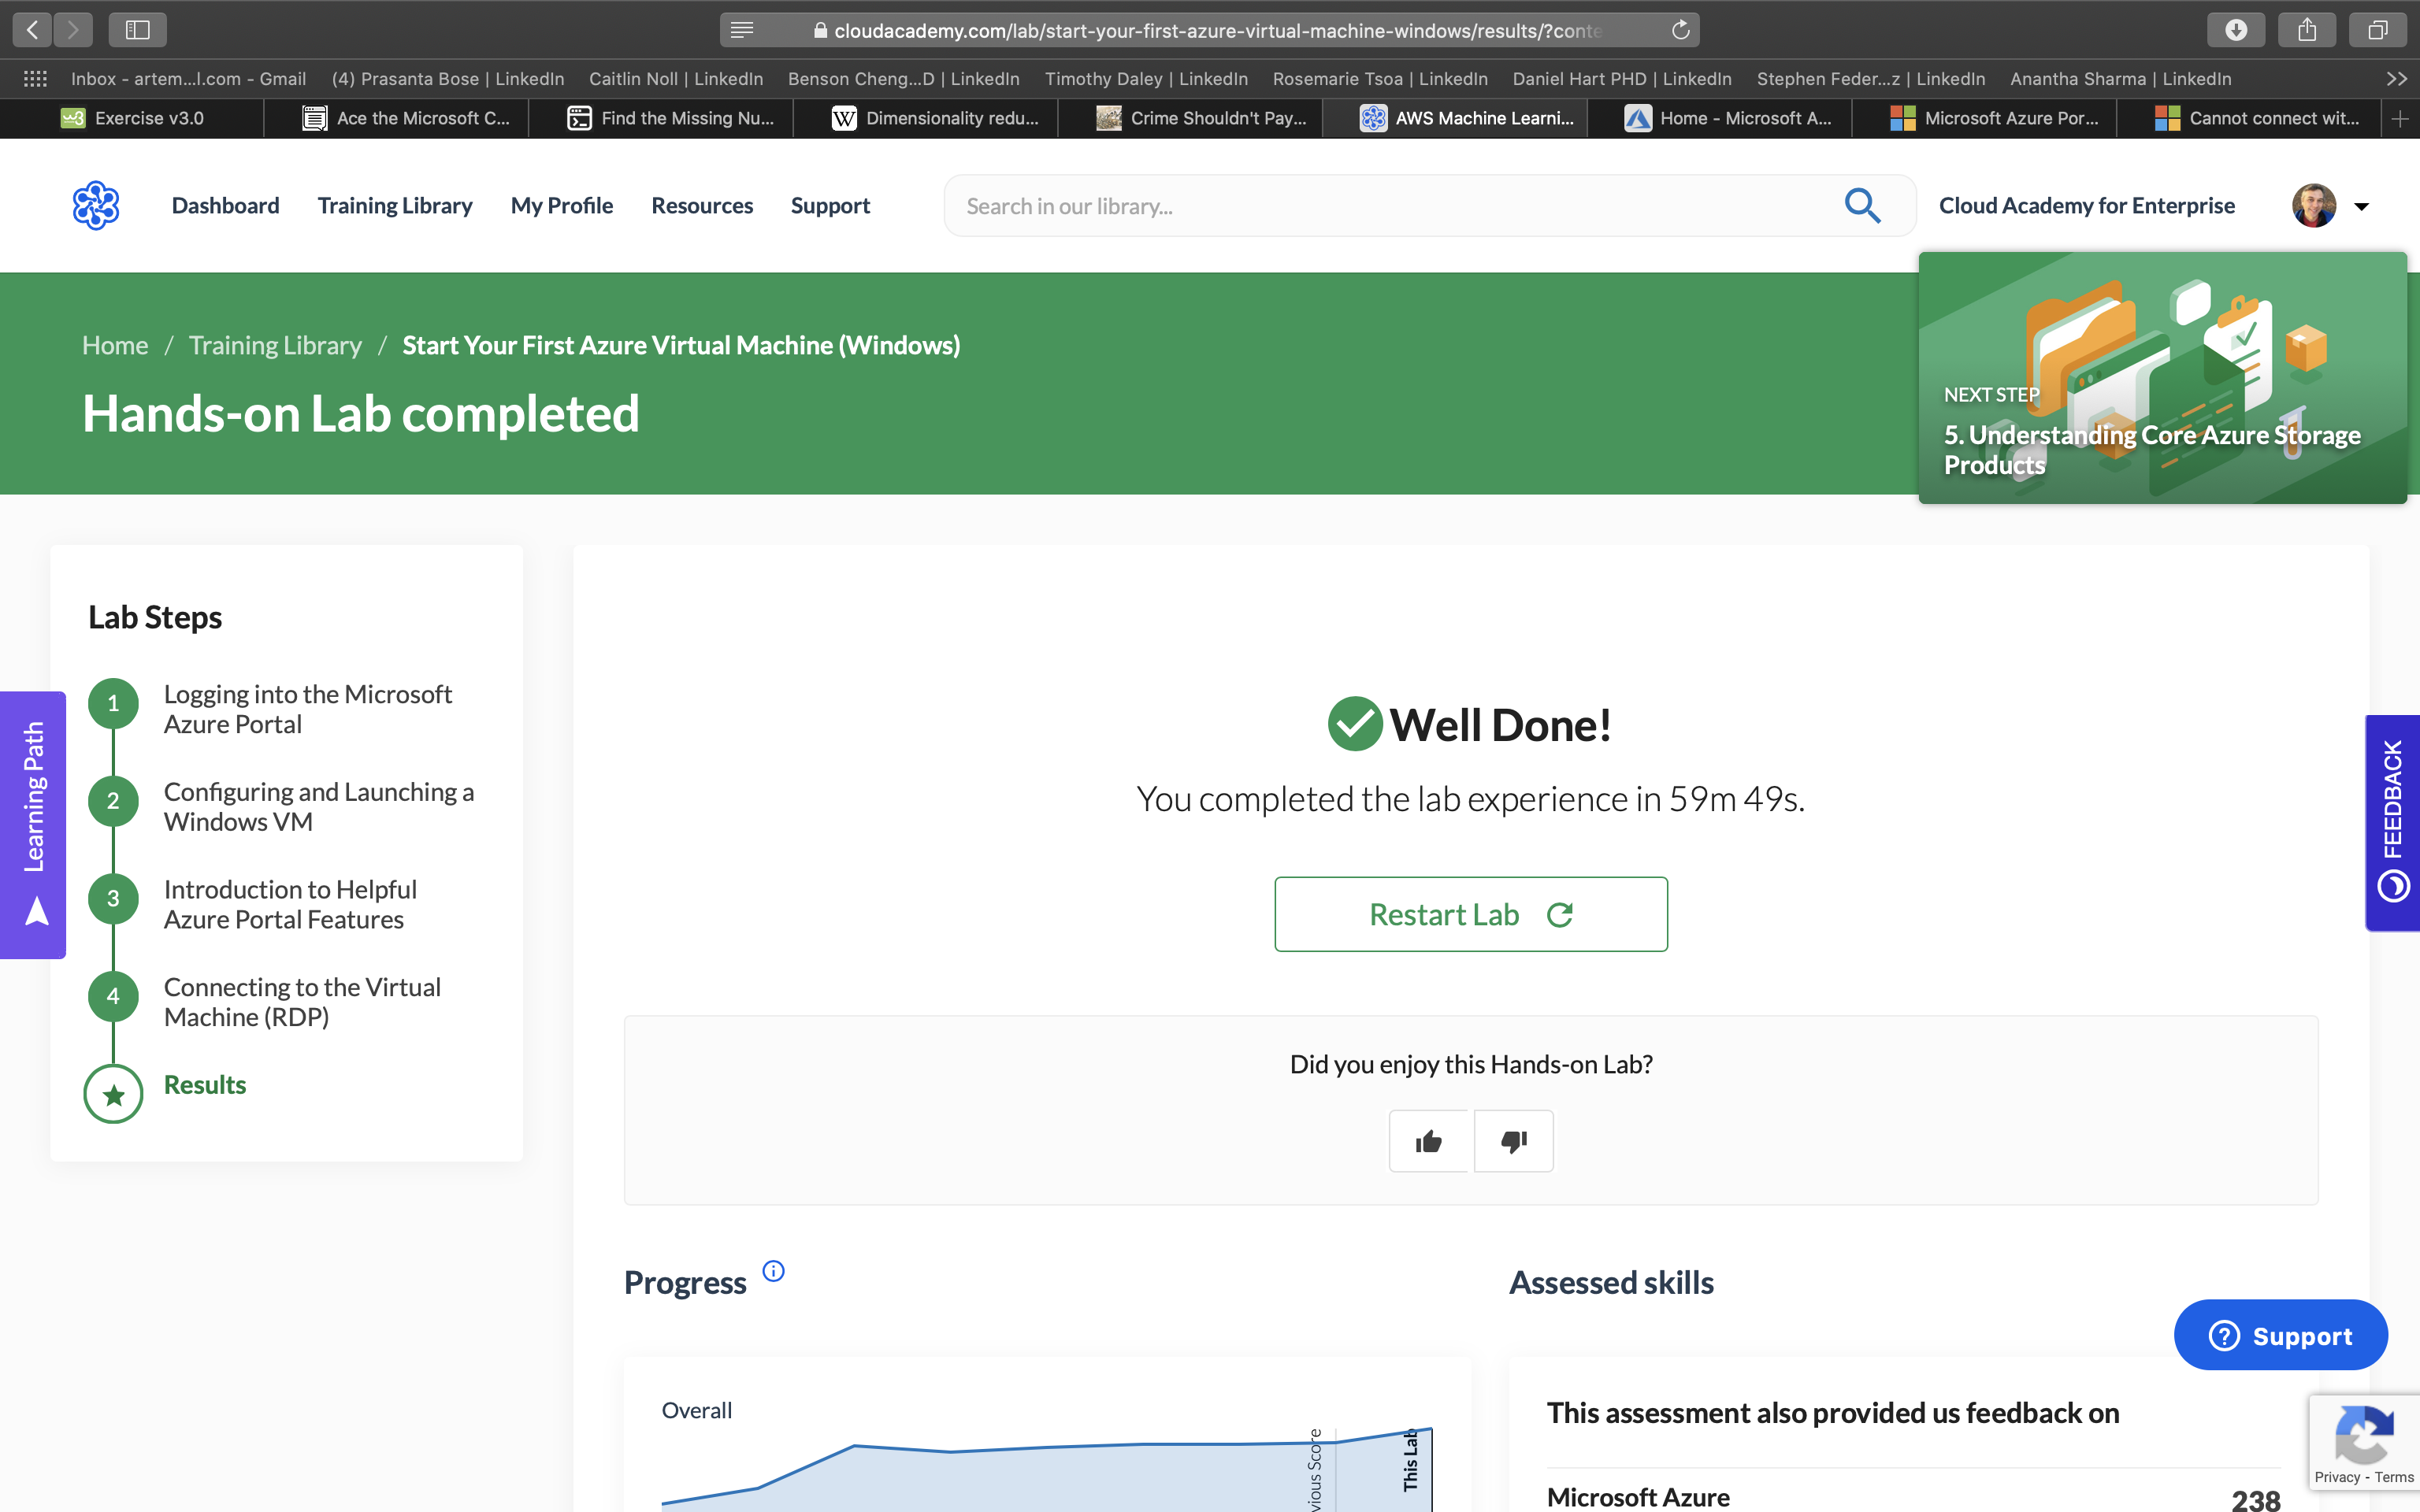 cloudacademy.com/lab/start-your-first-azure-virtual-machine-windows/results/?conte
Inbox - artem...l.com - Gmail
(4) Prasanta Bose | LinkedIn
Caitlin Noll | LinkedIn
Benson Cheng...D | LinkedIn
Timothy Daley | LinkedIn
Rosemarie Tsoa | LinkedIn
Daniel Hart PHD | LinkedIn
Stephen Feder...z | LinkedIn
Anantha Sharma | LinkedIn
w3
Exercise v3.0
Ace the Microsoft C...
Find the Missing Nu...
W
Dimensionality redu...
Crime Shouldn't Pay...
AWS Machine Learni...
Home - Microsoft A...
Microsoft Azure Por...
Cannot connect wit...
Dashboard
Training Library
My Profile
Resources
Support
Search in our library...
Cloud Academy for Enterprise
Home / Training Library / Start Your First Azure Virtual Machine (Windows)
Hands-on Lab completed
NEXT STEP
5. Understanding Core Azure Storage
Products
Learning Path
Lab Steps
1
Logging into the Microsoft
Azure Portal
2
Configuring and Launching a
Windows VM
3
Introduction to Helpful
Azure Portal Features
4
Connecting to the Virtual
Machine (RDP)
Results
Well Done!
You completed the lab experience in 59m 49s.
Restart Lab
Did you enjoy this Hands-on Lab?
FEEDBACK
Progress
Overall
vious Score
This Lab
Assessed skills
This assessment also provided us feedback on
Microsoft Azure
238
Support
Privacy - Terms